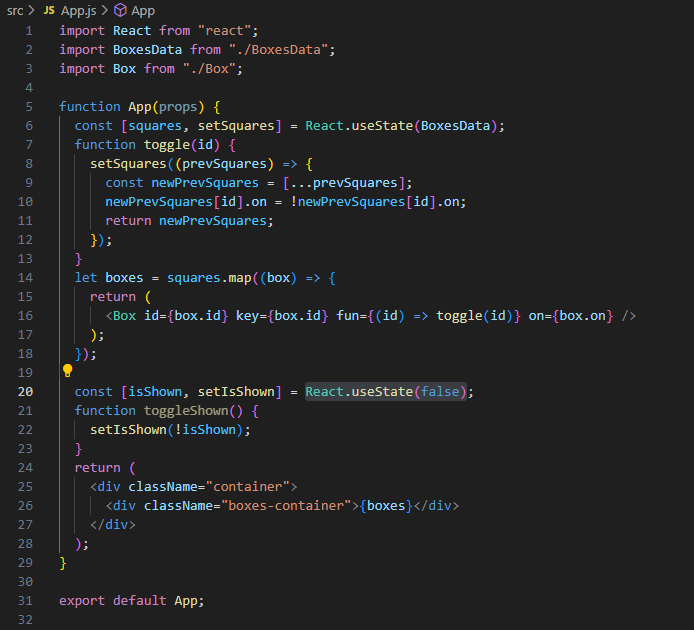 src > JS App.js > App
1 import React from "react";
2 import BoxesData from "./BoxesData";
3 import Box from "./Box";
4
5 function App(props) {
6   const [squares, setSquares] = React.useState(BoxesData);
7   function toggle(id) {
8     setSquares((prevSquares) => {
9       const newPrevSquares = [...prevSquares];
10       newPrevSquares[id].on = !newPrevSquares[id].on;
11       return newPrevSquares;
12     });
13   }
14   let boxes = squares.map((box) => {
15     return (
16       <Box id={box.id} key={box.id} fun={(id) => toggle(id)} on={box.on} />
17     );
18   });
19
20   const [isShown, setIsShown] = React.useState(false);
21   function toggleShown() {
22     setIsShown(!isShown);
23   }
24   return (
25     <div className="container">
26       <div className="boxes-container">{boxes}</div>
27     </div>
28   );
29 }
30
31 export default App;
32